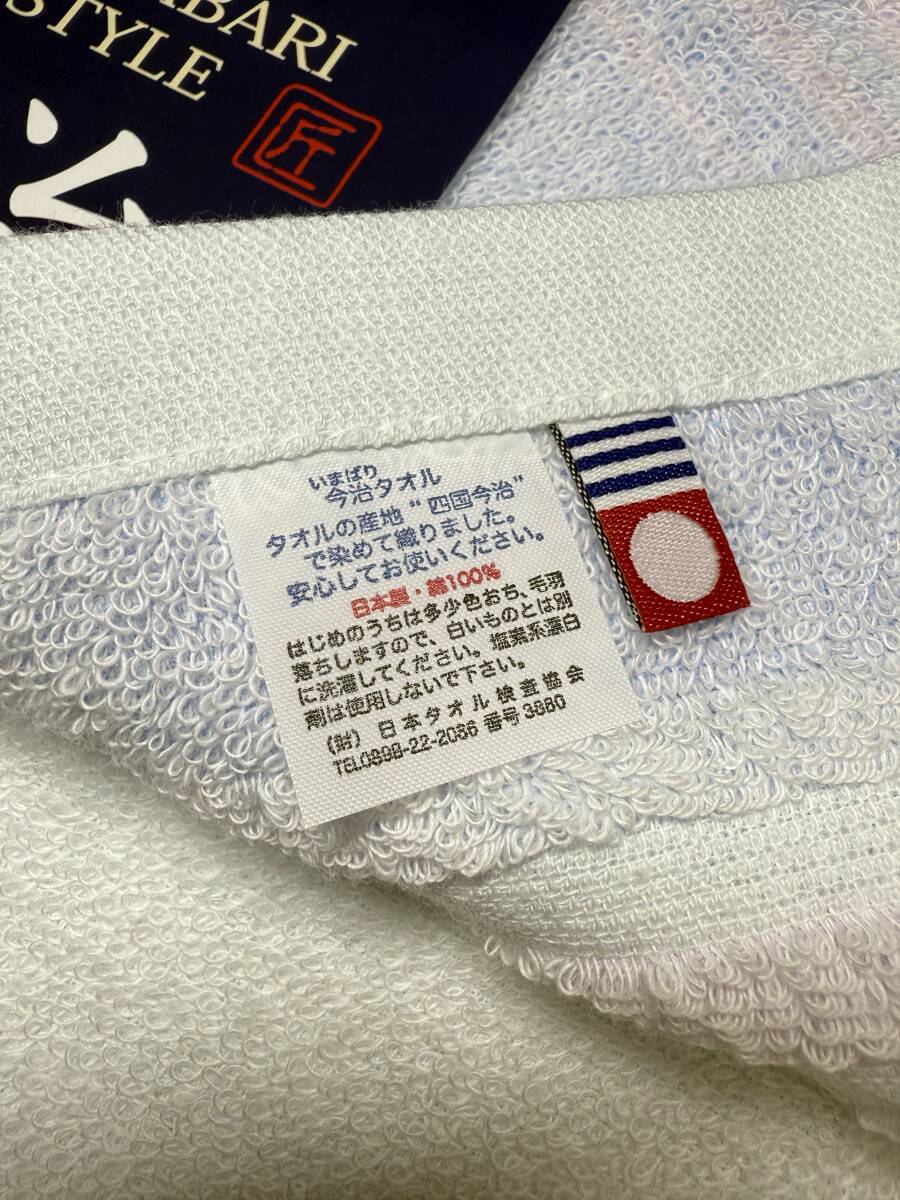 ABARI
STYLE
匠
いまばり
今治タオル
タオルの産地 "四国今治"
で染めて織りました。
安心してお使いください。
日本製・綿100%
はじめのうちは多少色おち、毛羽
落ちしますので、白いものとは別
に洗濯してください。塩素系漂白
剤は使用しないで下さい。
(財) 日本タオル検査協会
TEL0898-22-2086 番号3880